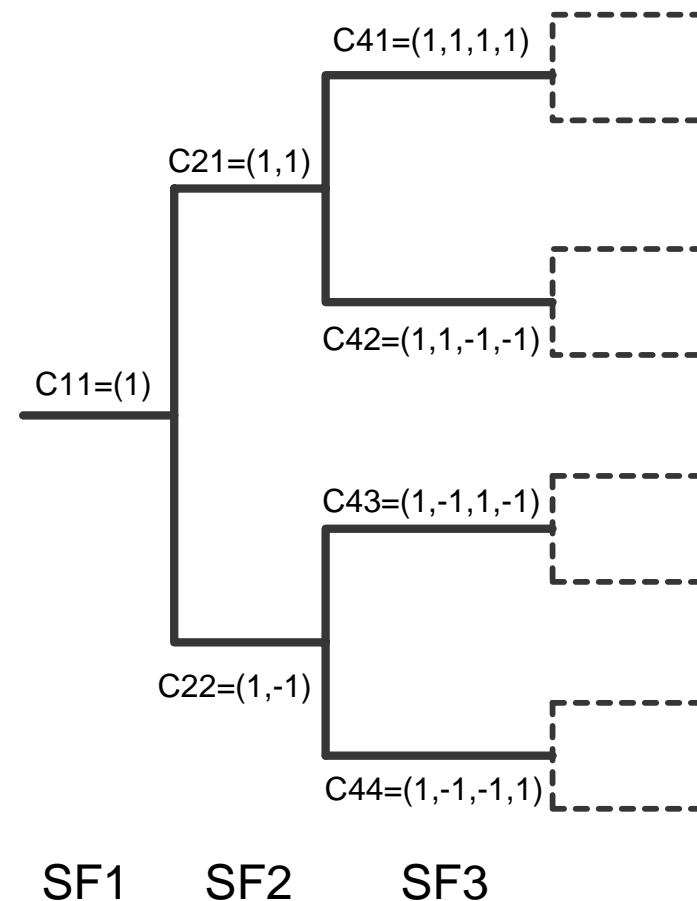 C41=(1,1,1,1)
C21=(1,1)
C42=(1,1,-1,-1)
C11=(1)
C43=(1,-1,1,-1)
C22=(1,-1)
C44=(1,-1,-1,1)
SF1 SF2 SF3